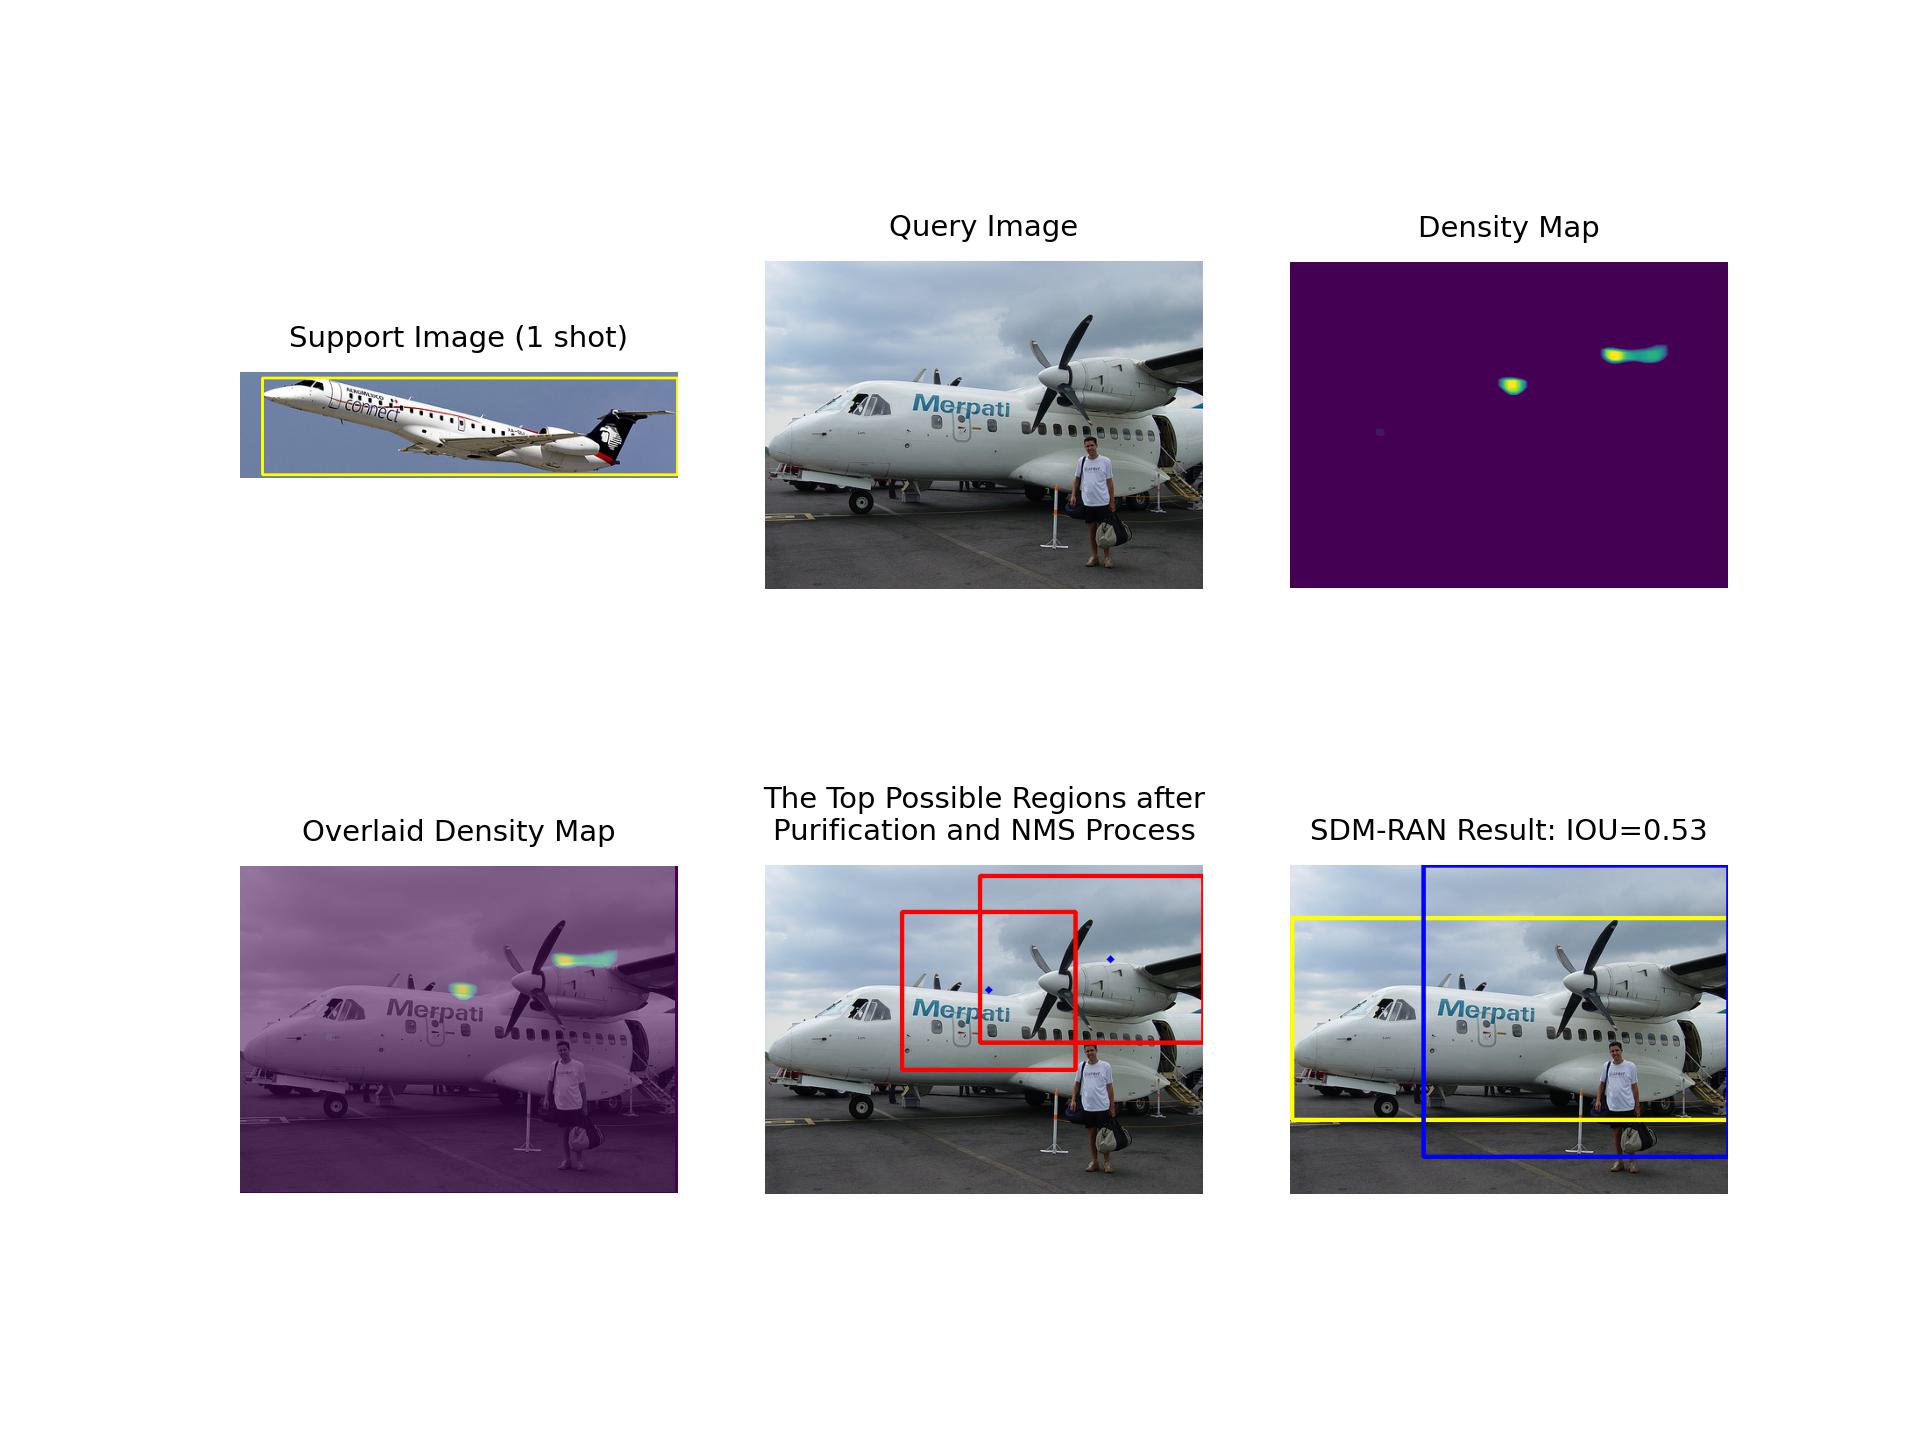 Support Image (1 shot)
AEROMEXICO
connect
Query Image
Merpati
Density Map
Overlaid Density Map
Merpati
The Top Possible Regions after
Purification and NMS Process
Merpati
SDM-RAN Result: IOU=0.53
Merpati